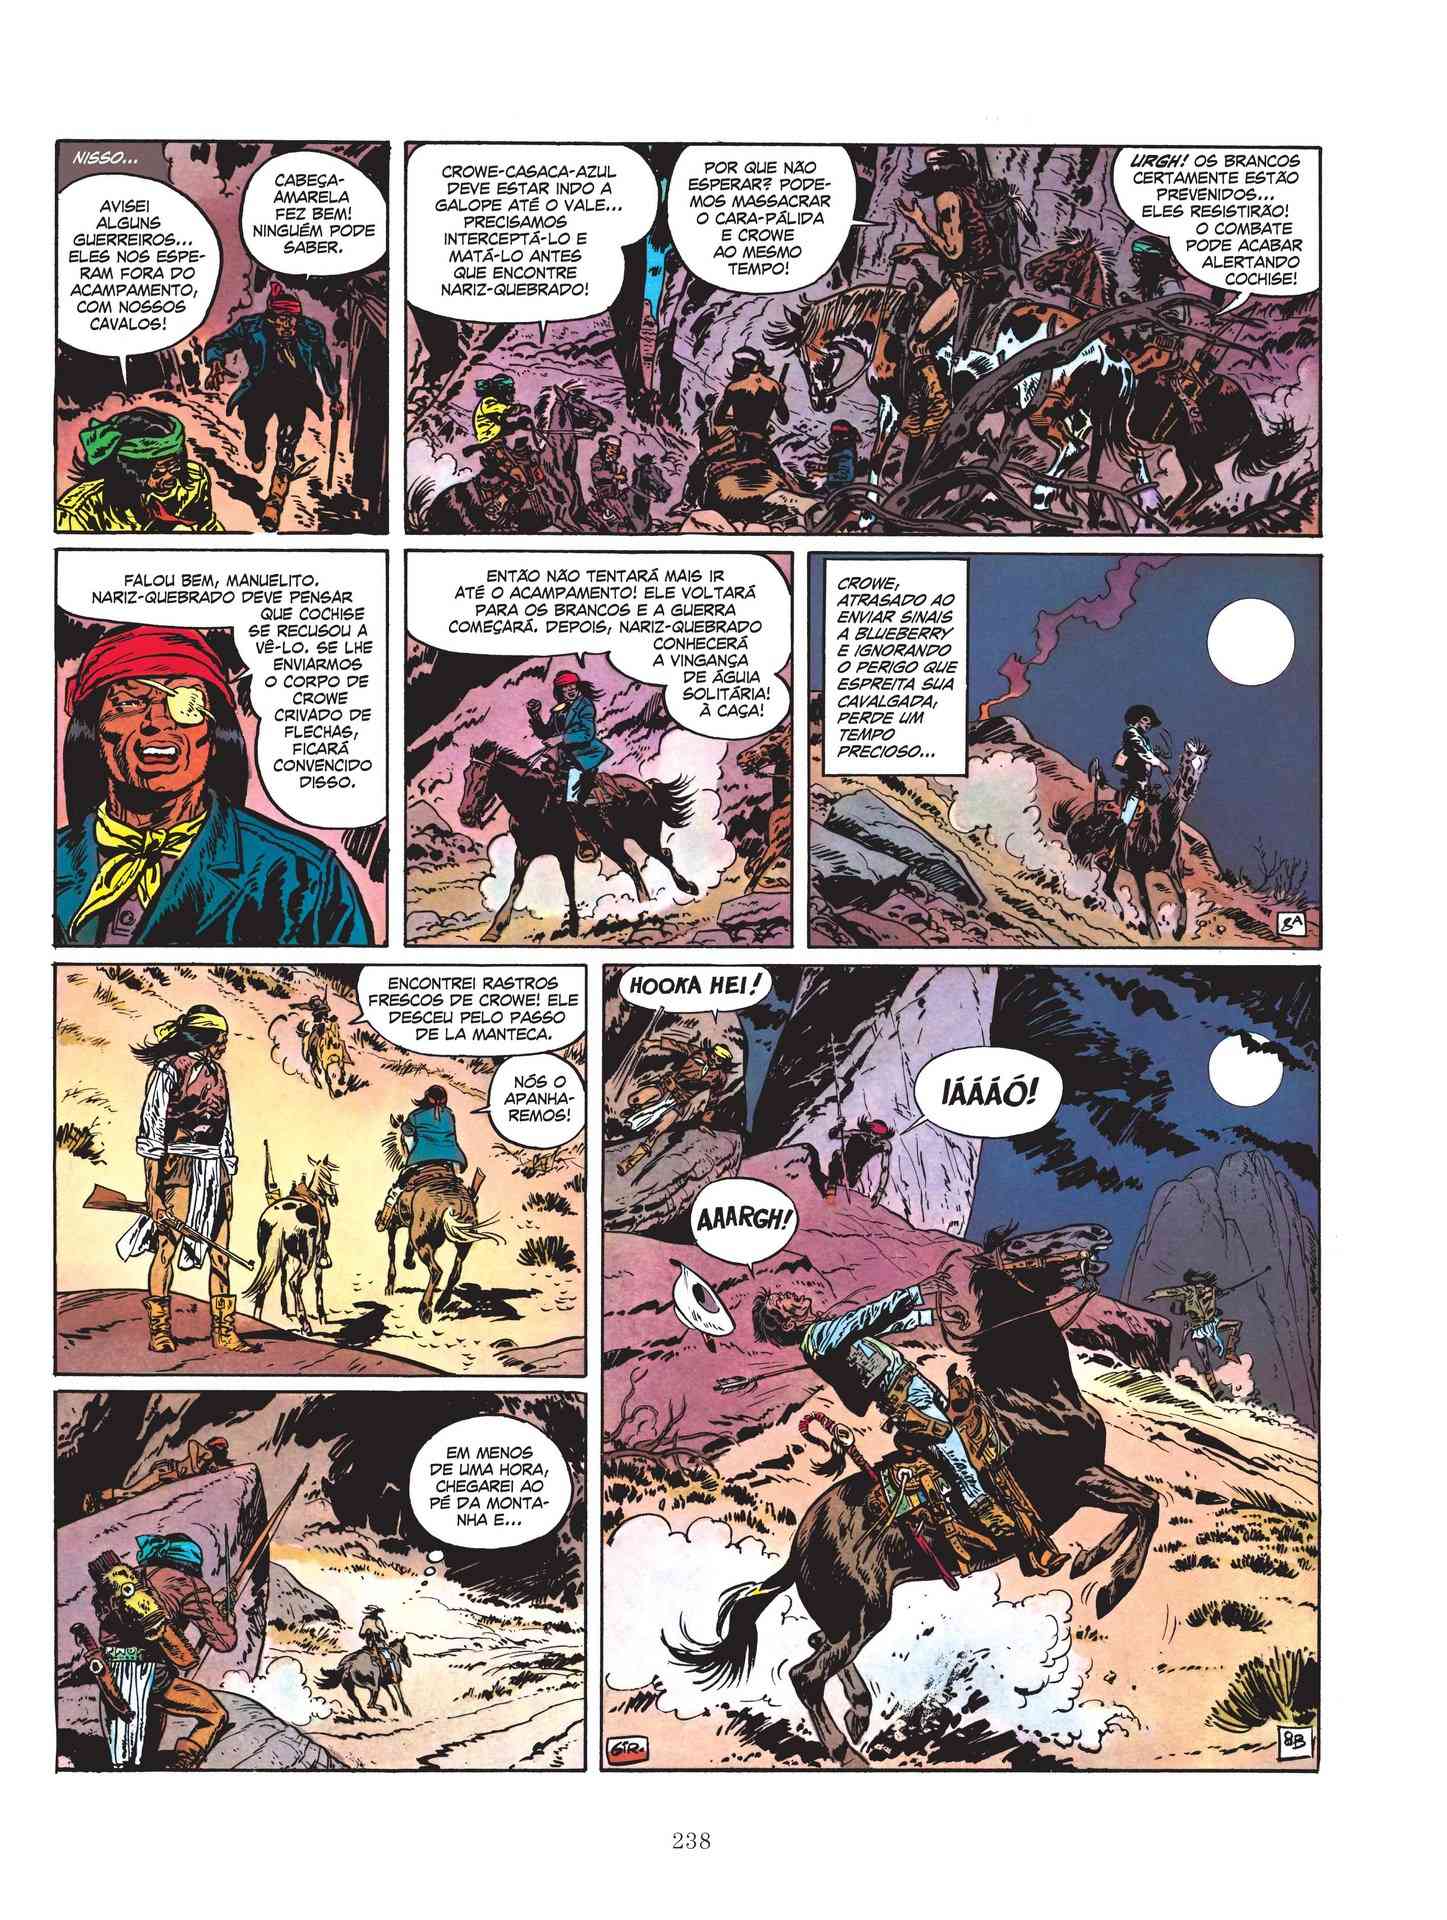 NISSO...
AVISEI
ALGUNS
GUERREIROS...
ELES NOS ESPE-
RAM FORA DO
ACAMPAMENTO,
COM NOSSOS
CAVALOS!
CABEÇA-
AMARELA
FEZ BEM!
NINGUÉM PODE
SABER.
CROWE-CASACA-AZUL
DEVE ESTAR INDO A
GALOPE ATÉ O VALE...
PRECISAMOS
INTERCEPTÁ-LO E
MATÁ-LO ANTES
QUE ENCONTRE
NARIZ-QUEBRADO!
POR QUE NÃO
ESPERAR? PODE-
MOS MASSACRAR
O CARA-PÁLIDA
E CROWE
AO MESMO
TEMPO!
URGH! OS BRANCOS
CERTAMENTE ESTÃO
PREVENIDOS...
ELES RESISTIRÃO!
O COMBATE
PODE ACABAR
ALERTANDO
COCHISE!
FALOU BEM, MANUELITO.
NARIZ-QUEBRADO DEVE PENSAR
QUE COCHISE
SE RECUSOU A
VÊ-LO. SE LHE
ENVIARMOS
O CORPO DE
CROWE
CRIVADO DE
FLECHAS,
FICARÁ
CONVENCIDO
DISSO.
ENTÃO NÃO TENTARÁ MAIS IR
ATÉ O ACAMPAMENTO! ELE VOLTARÁ
PARA OS BRANCOS E A GUERRA
COMEÇARÁ. DEPOIS, NARIZ-QUEBRADO
CONHECERÁ
A VINGANÇA
DE ÁGUIA
SOLITÁRIA!
À CAÇA!
CROWE,
ATRASADO AO
ENVIAR SINAIS
A BLUEBERRY
E IGNORANDO
O PERIGO QUE
ESPREITA SUA
CAVALGADA,
PERDE UM
TEMPO
PRECIOSO...
8A
ENCONTREI RASTROS
FRESCOS DE CROWE! ELE
DESCEU PELO PASSO
DE LA MANTECA.
NÓS O
APANHA-
REMOS!
EM MENOS
DE UMA HORA,
CHEGAREI AO
PÉ DA MONTA-
NHA E...
HOOKA HEI!
IÁÁÁÓ!
AAARGH!
GIR.
8B
238